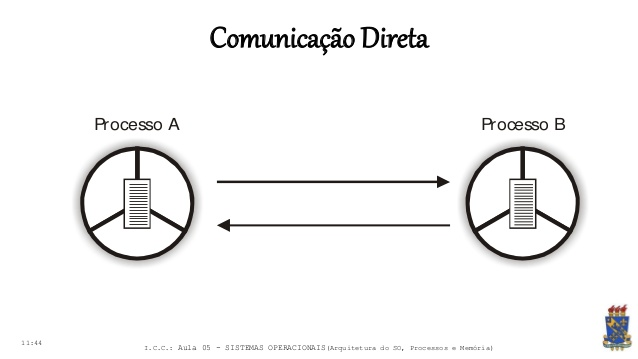 Comunicação Direta
Processo A
Processo B
11:44
I.C.C.: Aula 05 - SISTEMAS OPERACIONAIS(Arquitetura do SO, Processos e Memória)